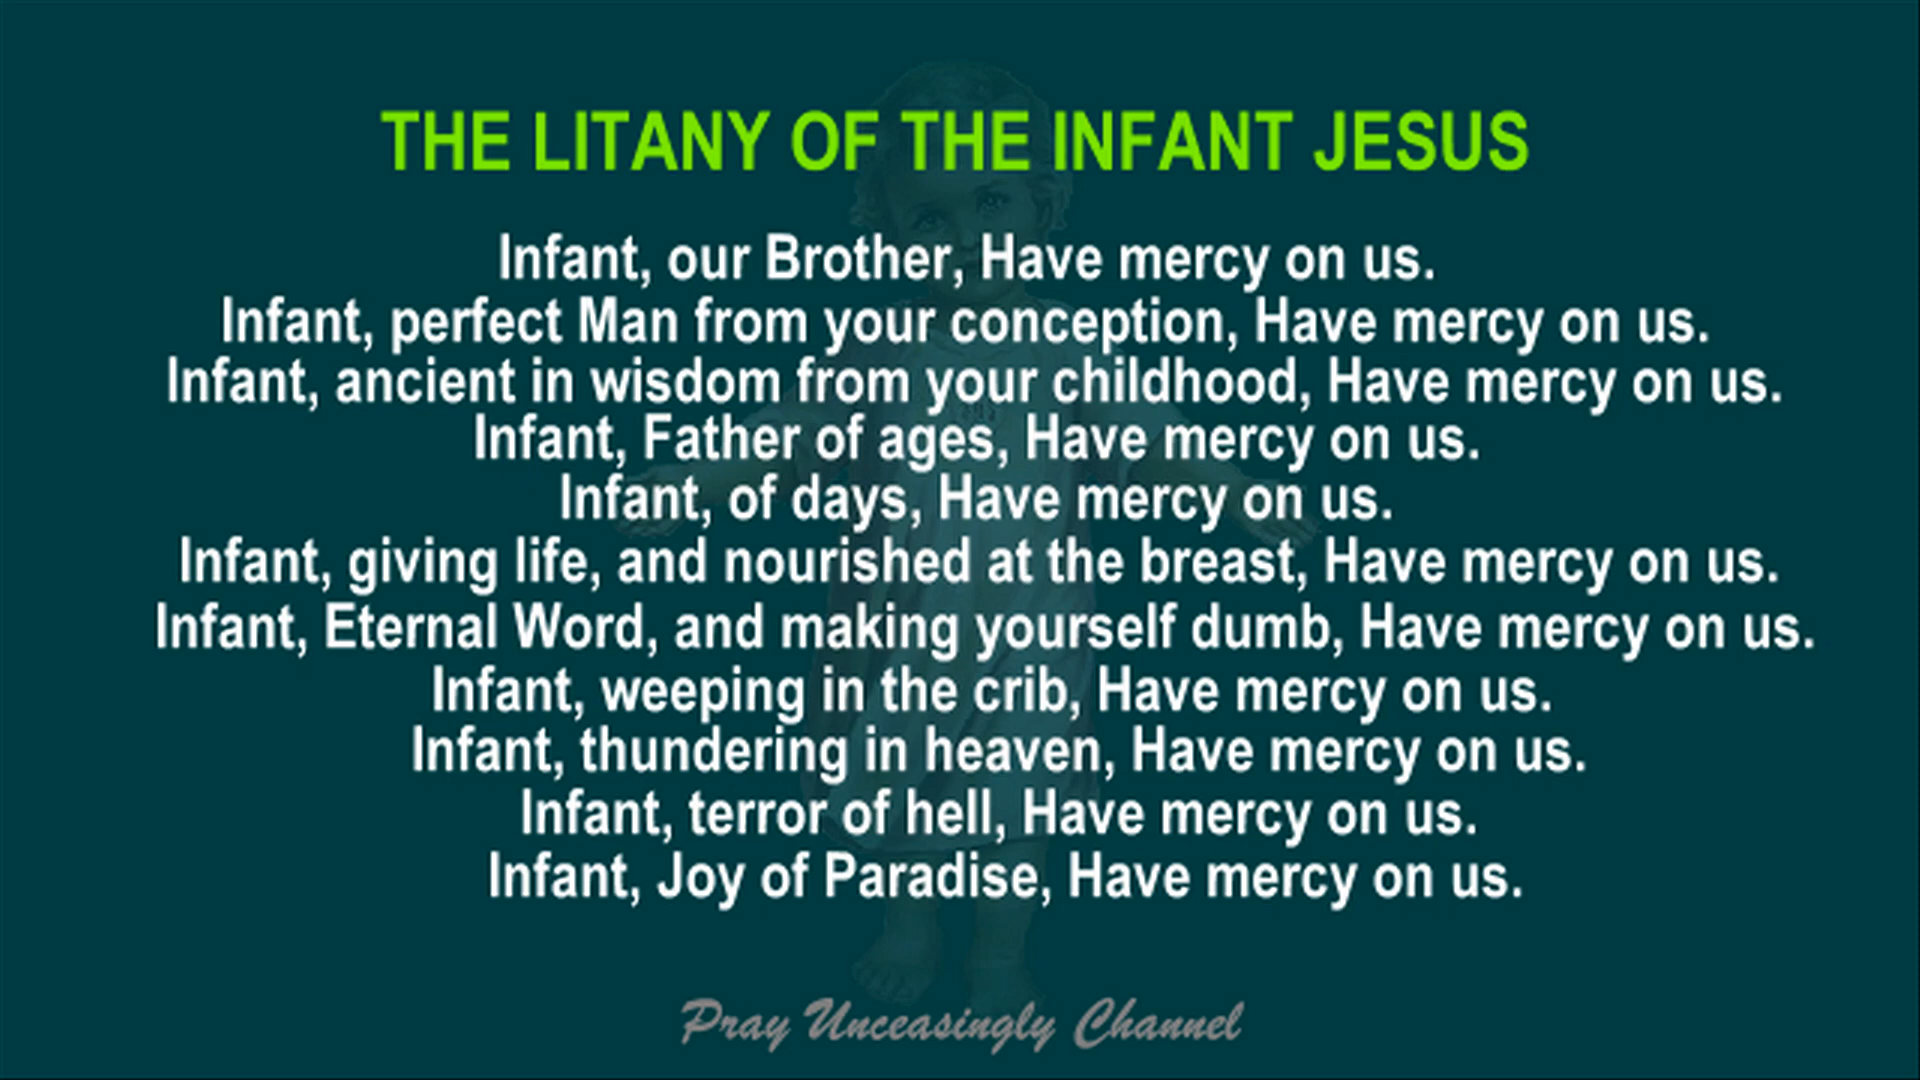 THE LITANY OF THE INFANT JESUS
Infant, our Brother, Have mercy on us.
Infant, perfect Man from your conception, Have mercy on us.
Infant, ancient in wisdom from your childhood, Have mercy on us.
Infant, Father of ages, Have mercy on us.
Infant, of days, Have mercy on us.
Infant, giving life, and nourished at the breast, Have mercy on us.
Infant, Eternal Word, and making yourself dumb, Have mercy on us.
Infant, weeping in the crib, Have mercy on us.
Infant, thundering in heaven, Have mercy on us.
Infant, terror of hell, Have mercy on us.
Infant, Joy of Paradise, Have mercy on us.
Pray Unceasingly Channel